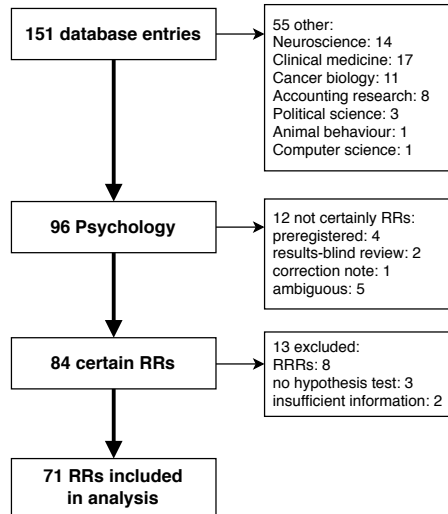 151 database entries
55 other:
Neuroscience: 14
Clinical medicine: 17
Cancer biology: 11
Accounting research: 8
Political science: 3
Animal behaviour: 1
Computer science: 1
96 Psychology
12 not certainly RRs:
preregistered: 4
results-blind review: 2
correction note: 1
ambiguous: 5
84 certain RRs
13 excluded:
RRRs: 8
no hypothesis test: 3
insufficient information: 2
71 RRs included
in analysis